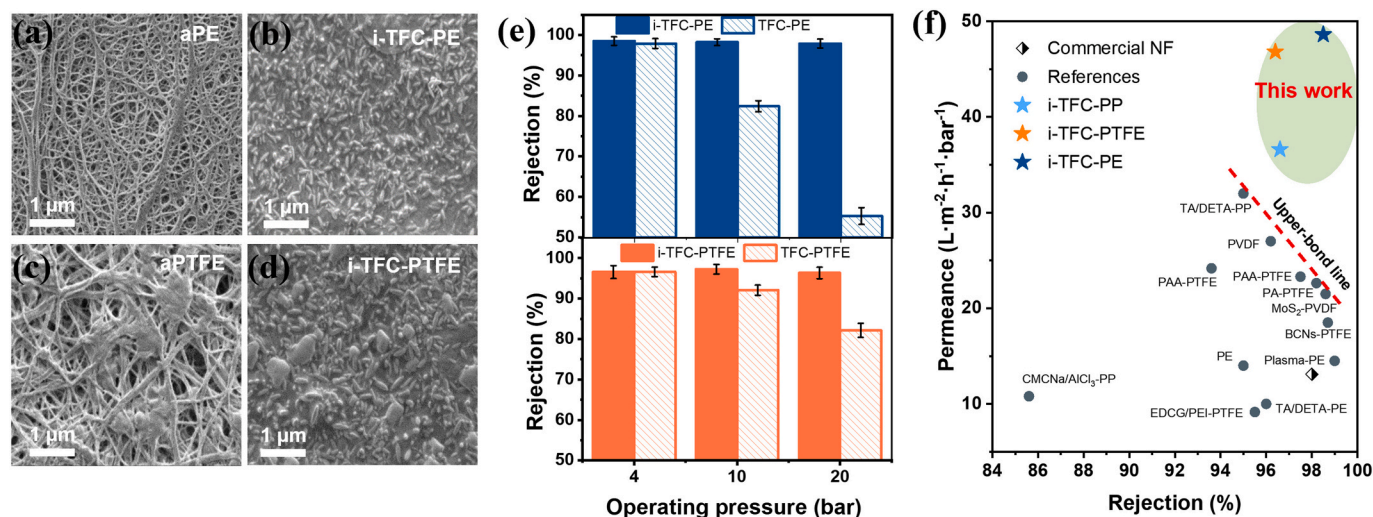 (a)
aPE
1 µm
(b)
i-TFC-PE
1 µm
(c)
aPTFE
1 µm
(d)
i-TFC-PTFE
1 µm
(e)
i-TFC-PE
TFC-PE
100
90
80
70
60
50
Rejection (%)
i-TFC-PTFE
TFC-PTFE
100
90
80
70
60
50
Rejection (%)
4
10
20
Operating pressure (bar)
(f)
Permeance (L·m⁻²·h⁻¹·bar⁻¹)
50
40
30
20
10
Commercial NF
References
i-TFC-PP
i-TFC-PTFE
i-TFC-PE
This work
Upper-bond line
TA/DETA-PP
PVDF
PAA-PTFE
PAA-PTFE
PA-PTFE
MoS₂-PVDF
BCNs-PTFE
PE
Plasma-PE
CMCNa/AlCl₃-PP
EDCG/PEI-PTFE
TA/DETA-PE
84
86
88
90
92
94
96
98
100
Rejection (%)